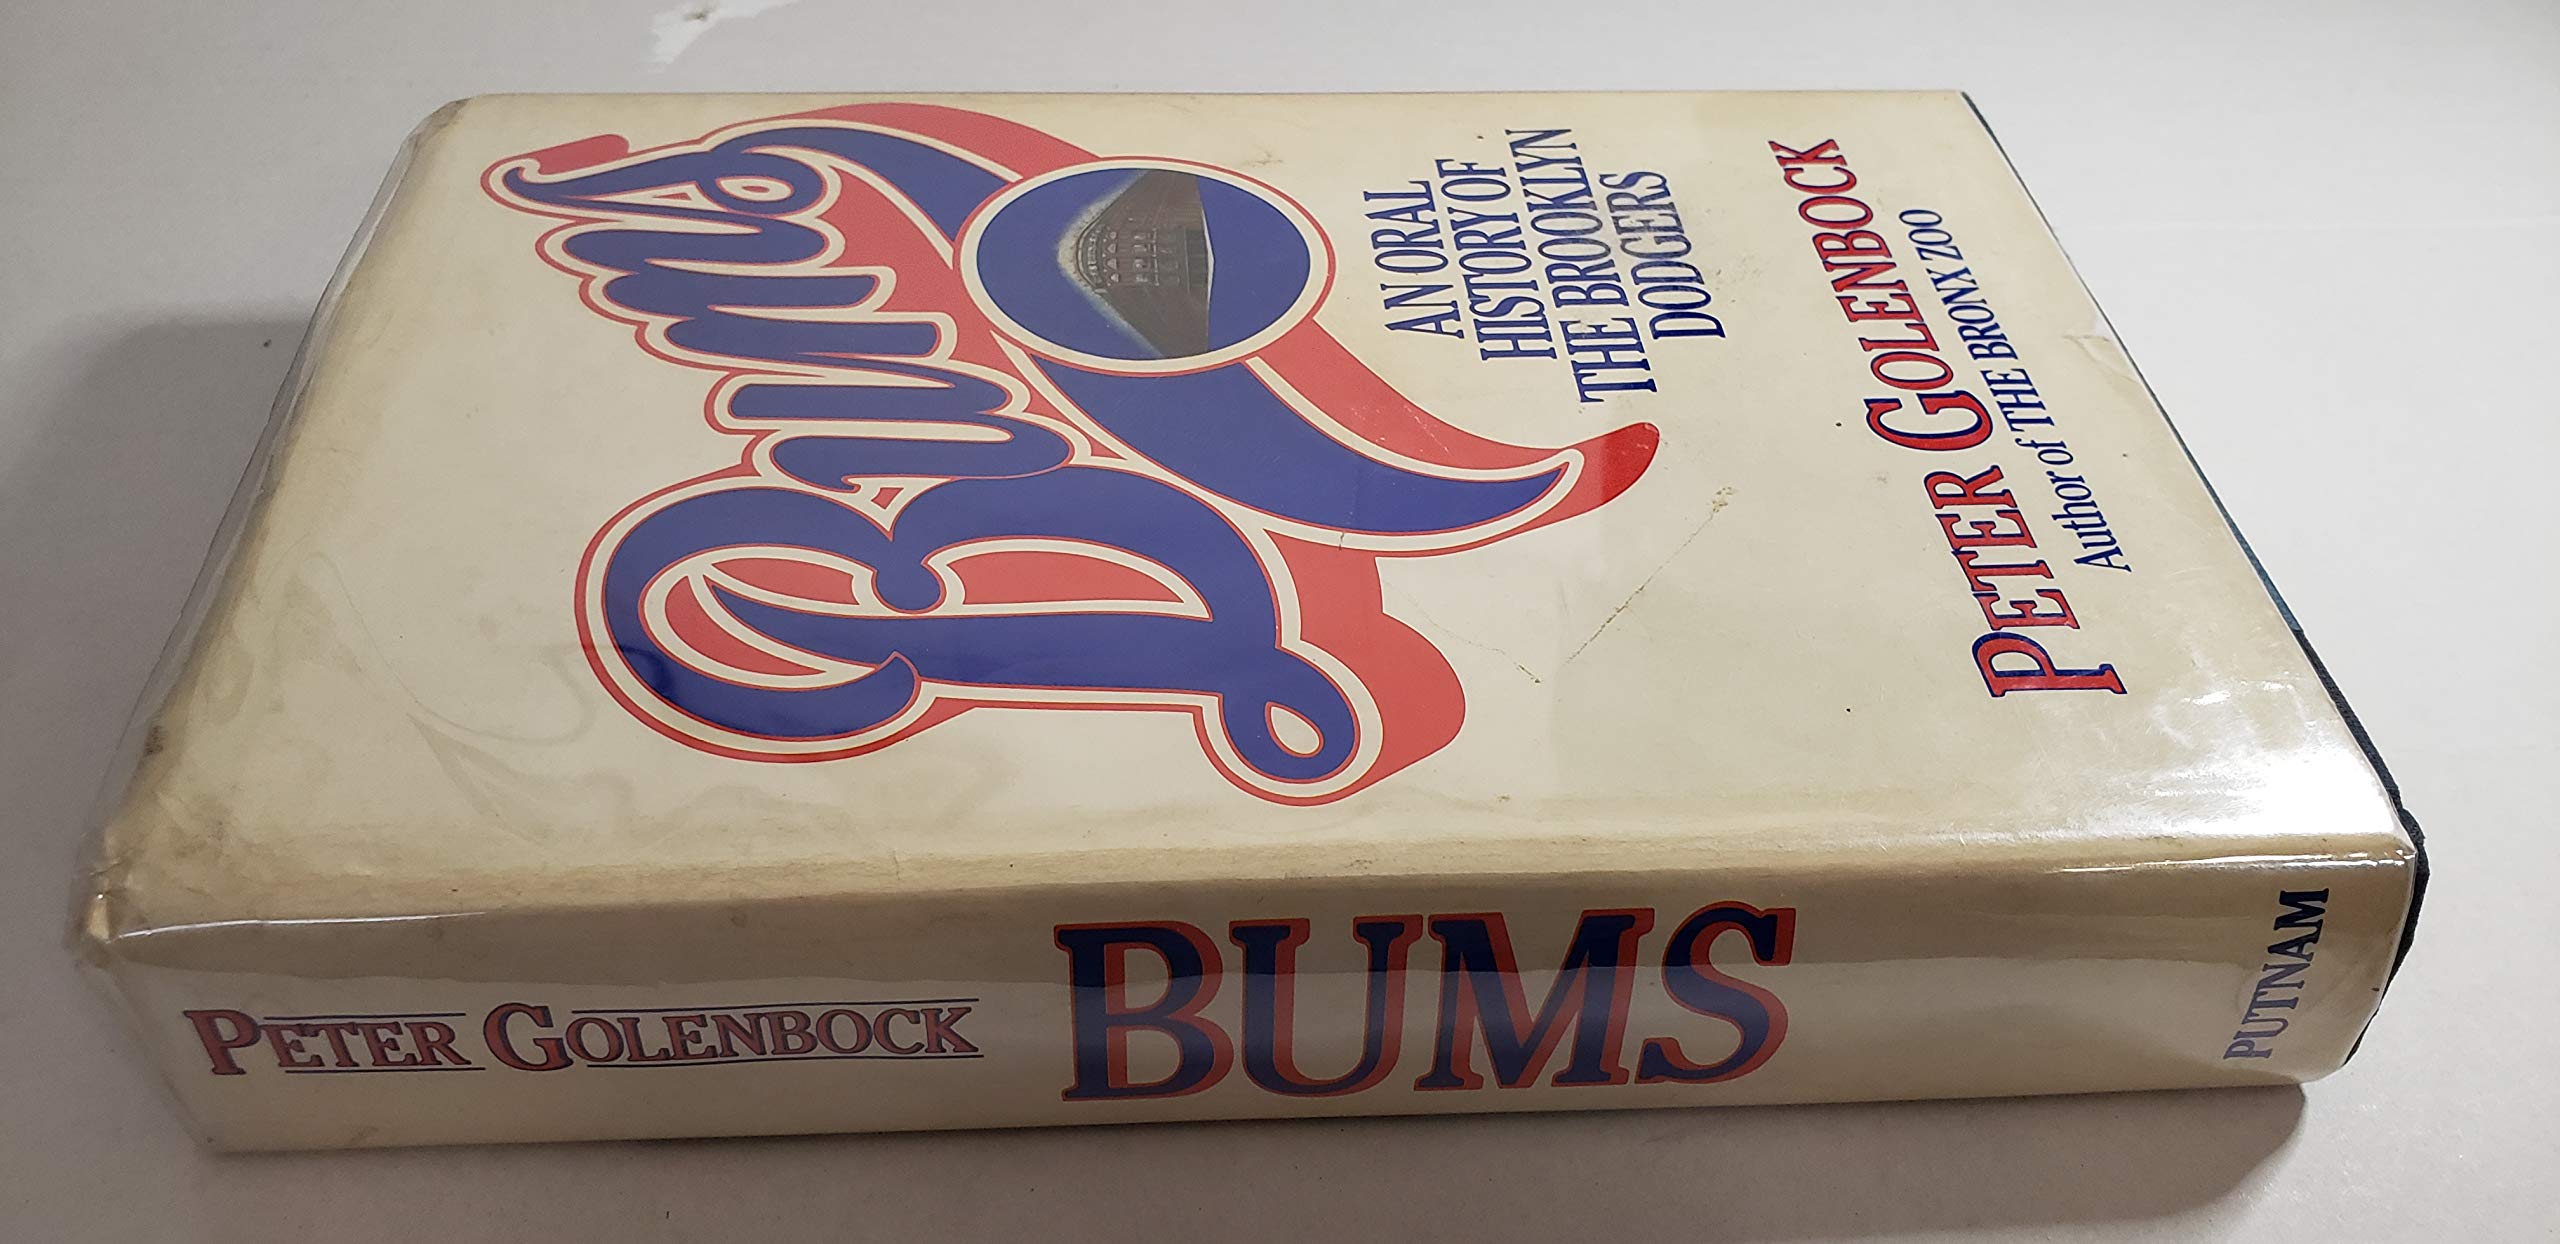 Bums
AN ORAL
HISTORY OF
THE BROOKLYN
DODGERS
PETER GOLENBOCK
Author of THE BRONX ZOO
PETER GOLENBOCK
BUMS
PUTNAM